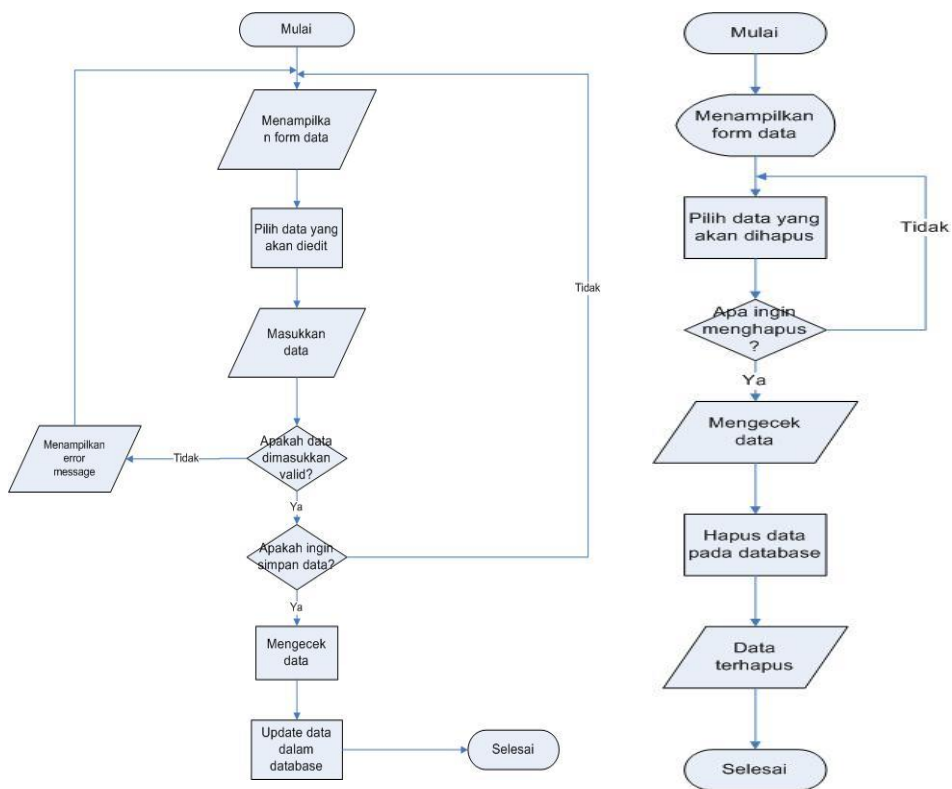 Mulai
Menampilka
n form data
Pilih data yang
akan diedit
Tidak
Masukkan
data
Apakah data
dimasukkan
valid?
Tidak
Menampilkan
error
message
Ya
Apakah ingin
simpan data?
Ya
Mengecek
data
Update data
dalam
database
Selesai
Mulai
Menampilkan
form data
Pilih data yang
akan dihapus
Tidak
Apa ingin
menghapus
?
Ya
Mengecek
data
Hapus data
pada database
Data
terhapus
Selesai